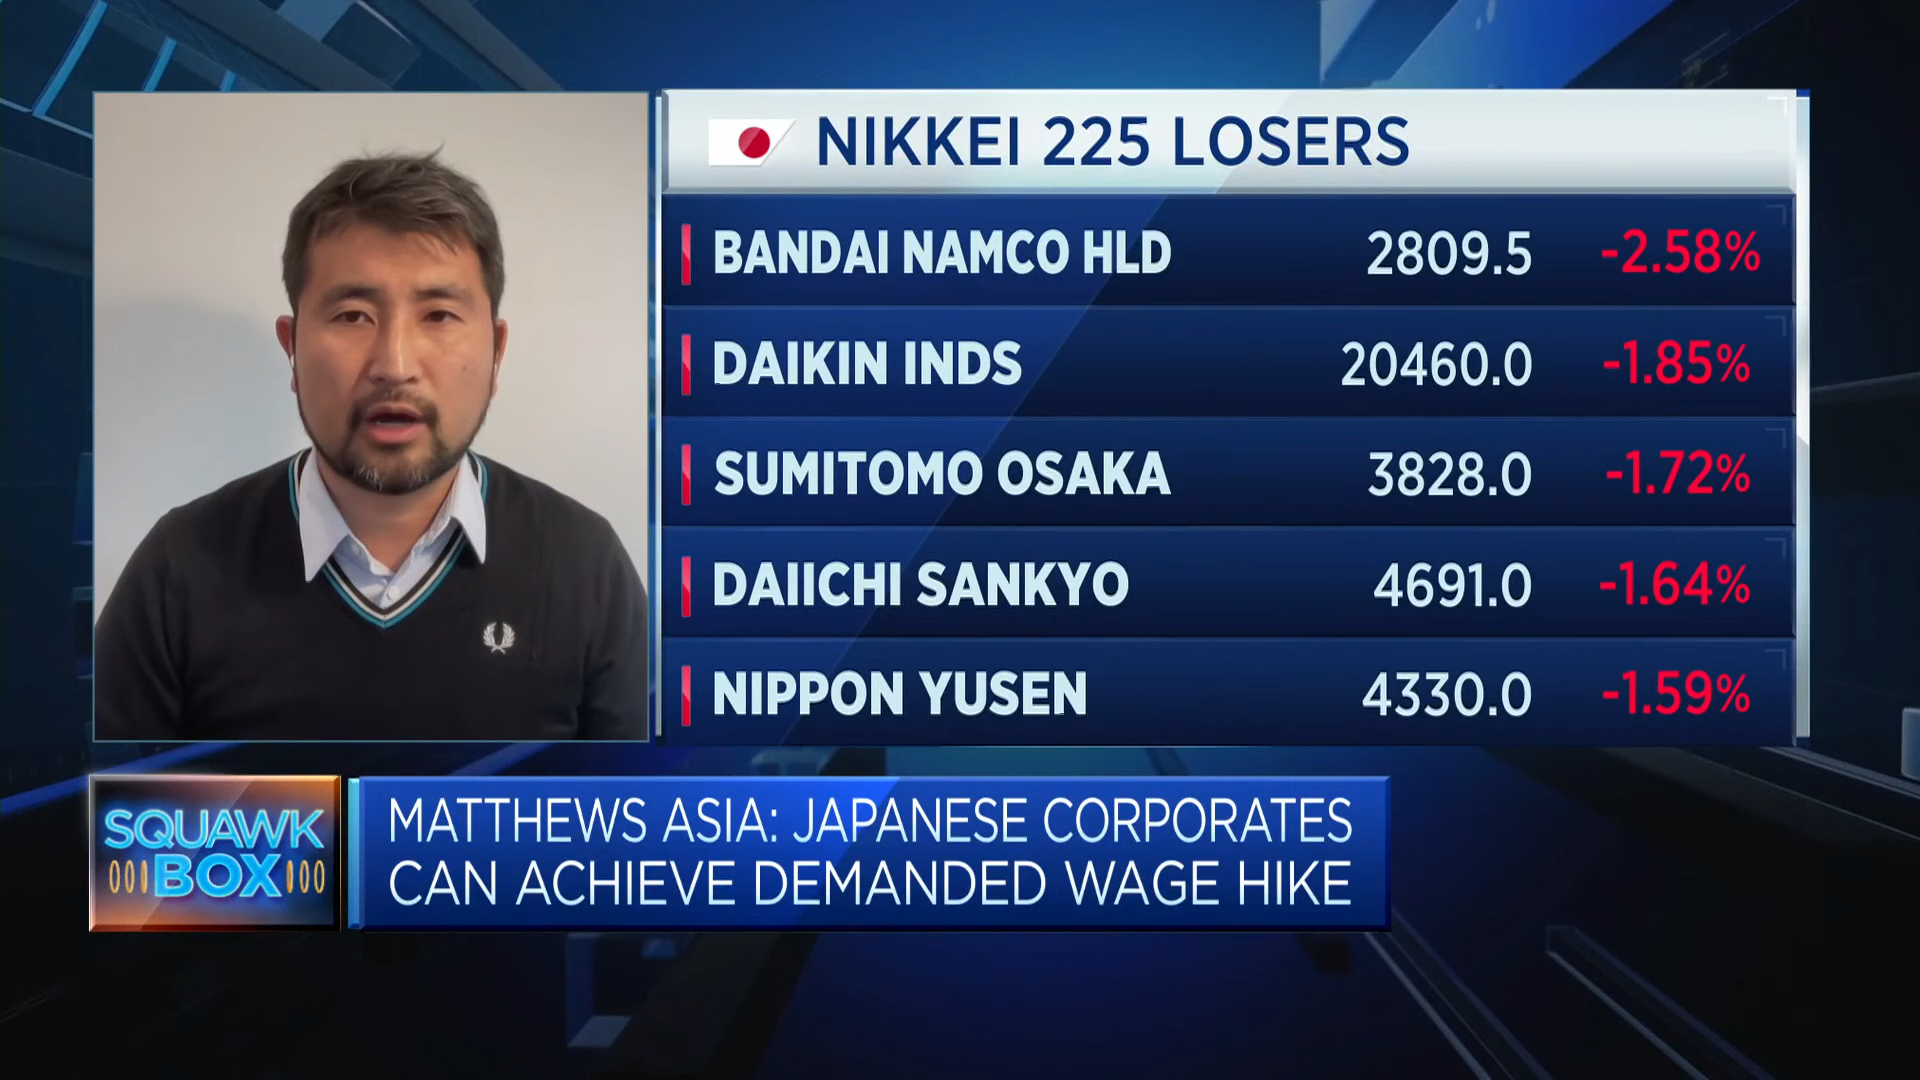 NIKKEI 225 LOSERS
BANDAI NAMCO HLD 2809.5 -2.58%
DAIKIN INDS 20460.0 -1.85%
SUMITOMO OSAKA 3828.0 -1.72%
DAIICHI SANKYO 4691.0 -1.64%
NIPPON YUSEN 4330.0 -1.59%
SQUAWK
BOX
MATTHEWS ASIA: JAPANESE CORPORATES
CAN ACHIEVE DEMANDED WAGE HIKE